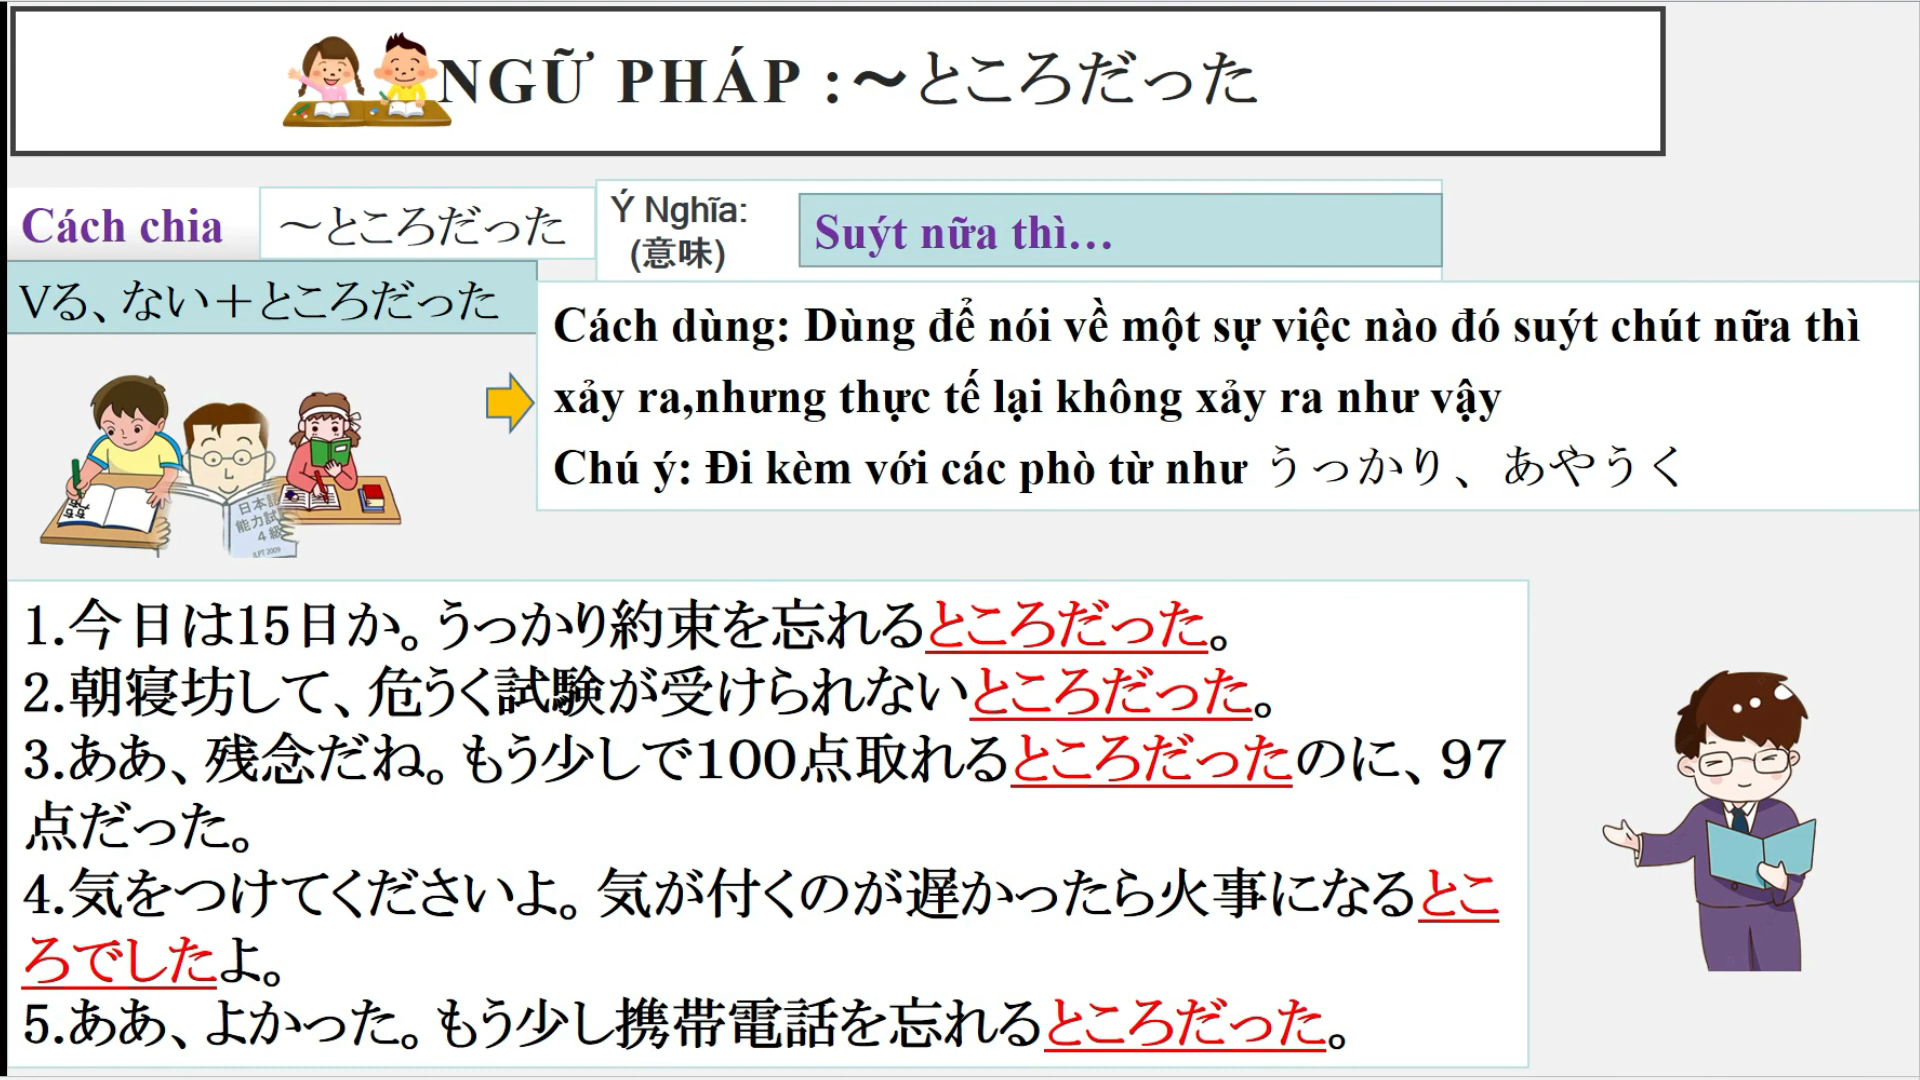 NGỮ PHÁP :～ところだった
Cách chia
～ところだった
Ý Nghĩa:
(意味)
Suýt nữa thì...
Vる、ない＋ところだった
Cách dùng: Dùng để nói về một sự việc nào đó suýt chút nữa thì
xảy ra,nhưng thực tế lại không xảy ra như vậy
Chú ý: Đi kèm với các phò từ như うっかり、あやうく
日本語
能力試
4 級
JLPT 2009
1.今日は15日か。うっかり約束を忘れるところだった。
2.朝寝坊して、危うく試験が受けられないところだった。
3.ああ、残念だね。もう少しで100点取れるところだったのに、97
点だった。
4.気をつけてくださいよ。気が付くのが遅かったら火事になるとこ
ろでしたよ。
5.ああ、よかった。もう少し携帯電話を忘れるところだった。